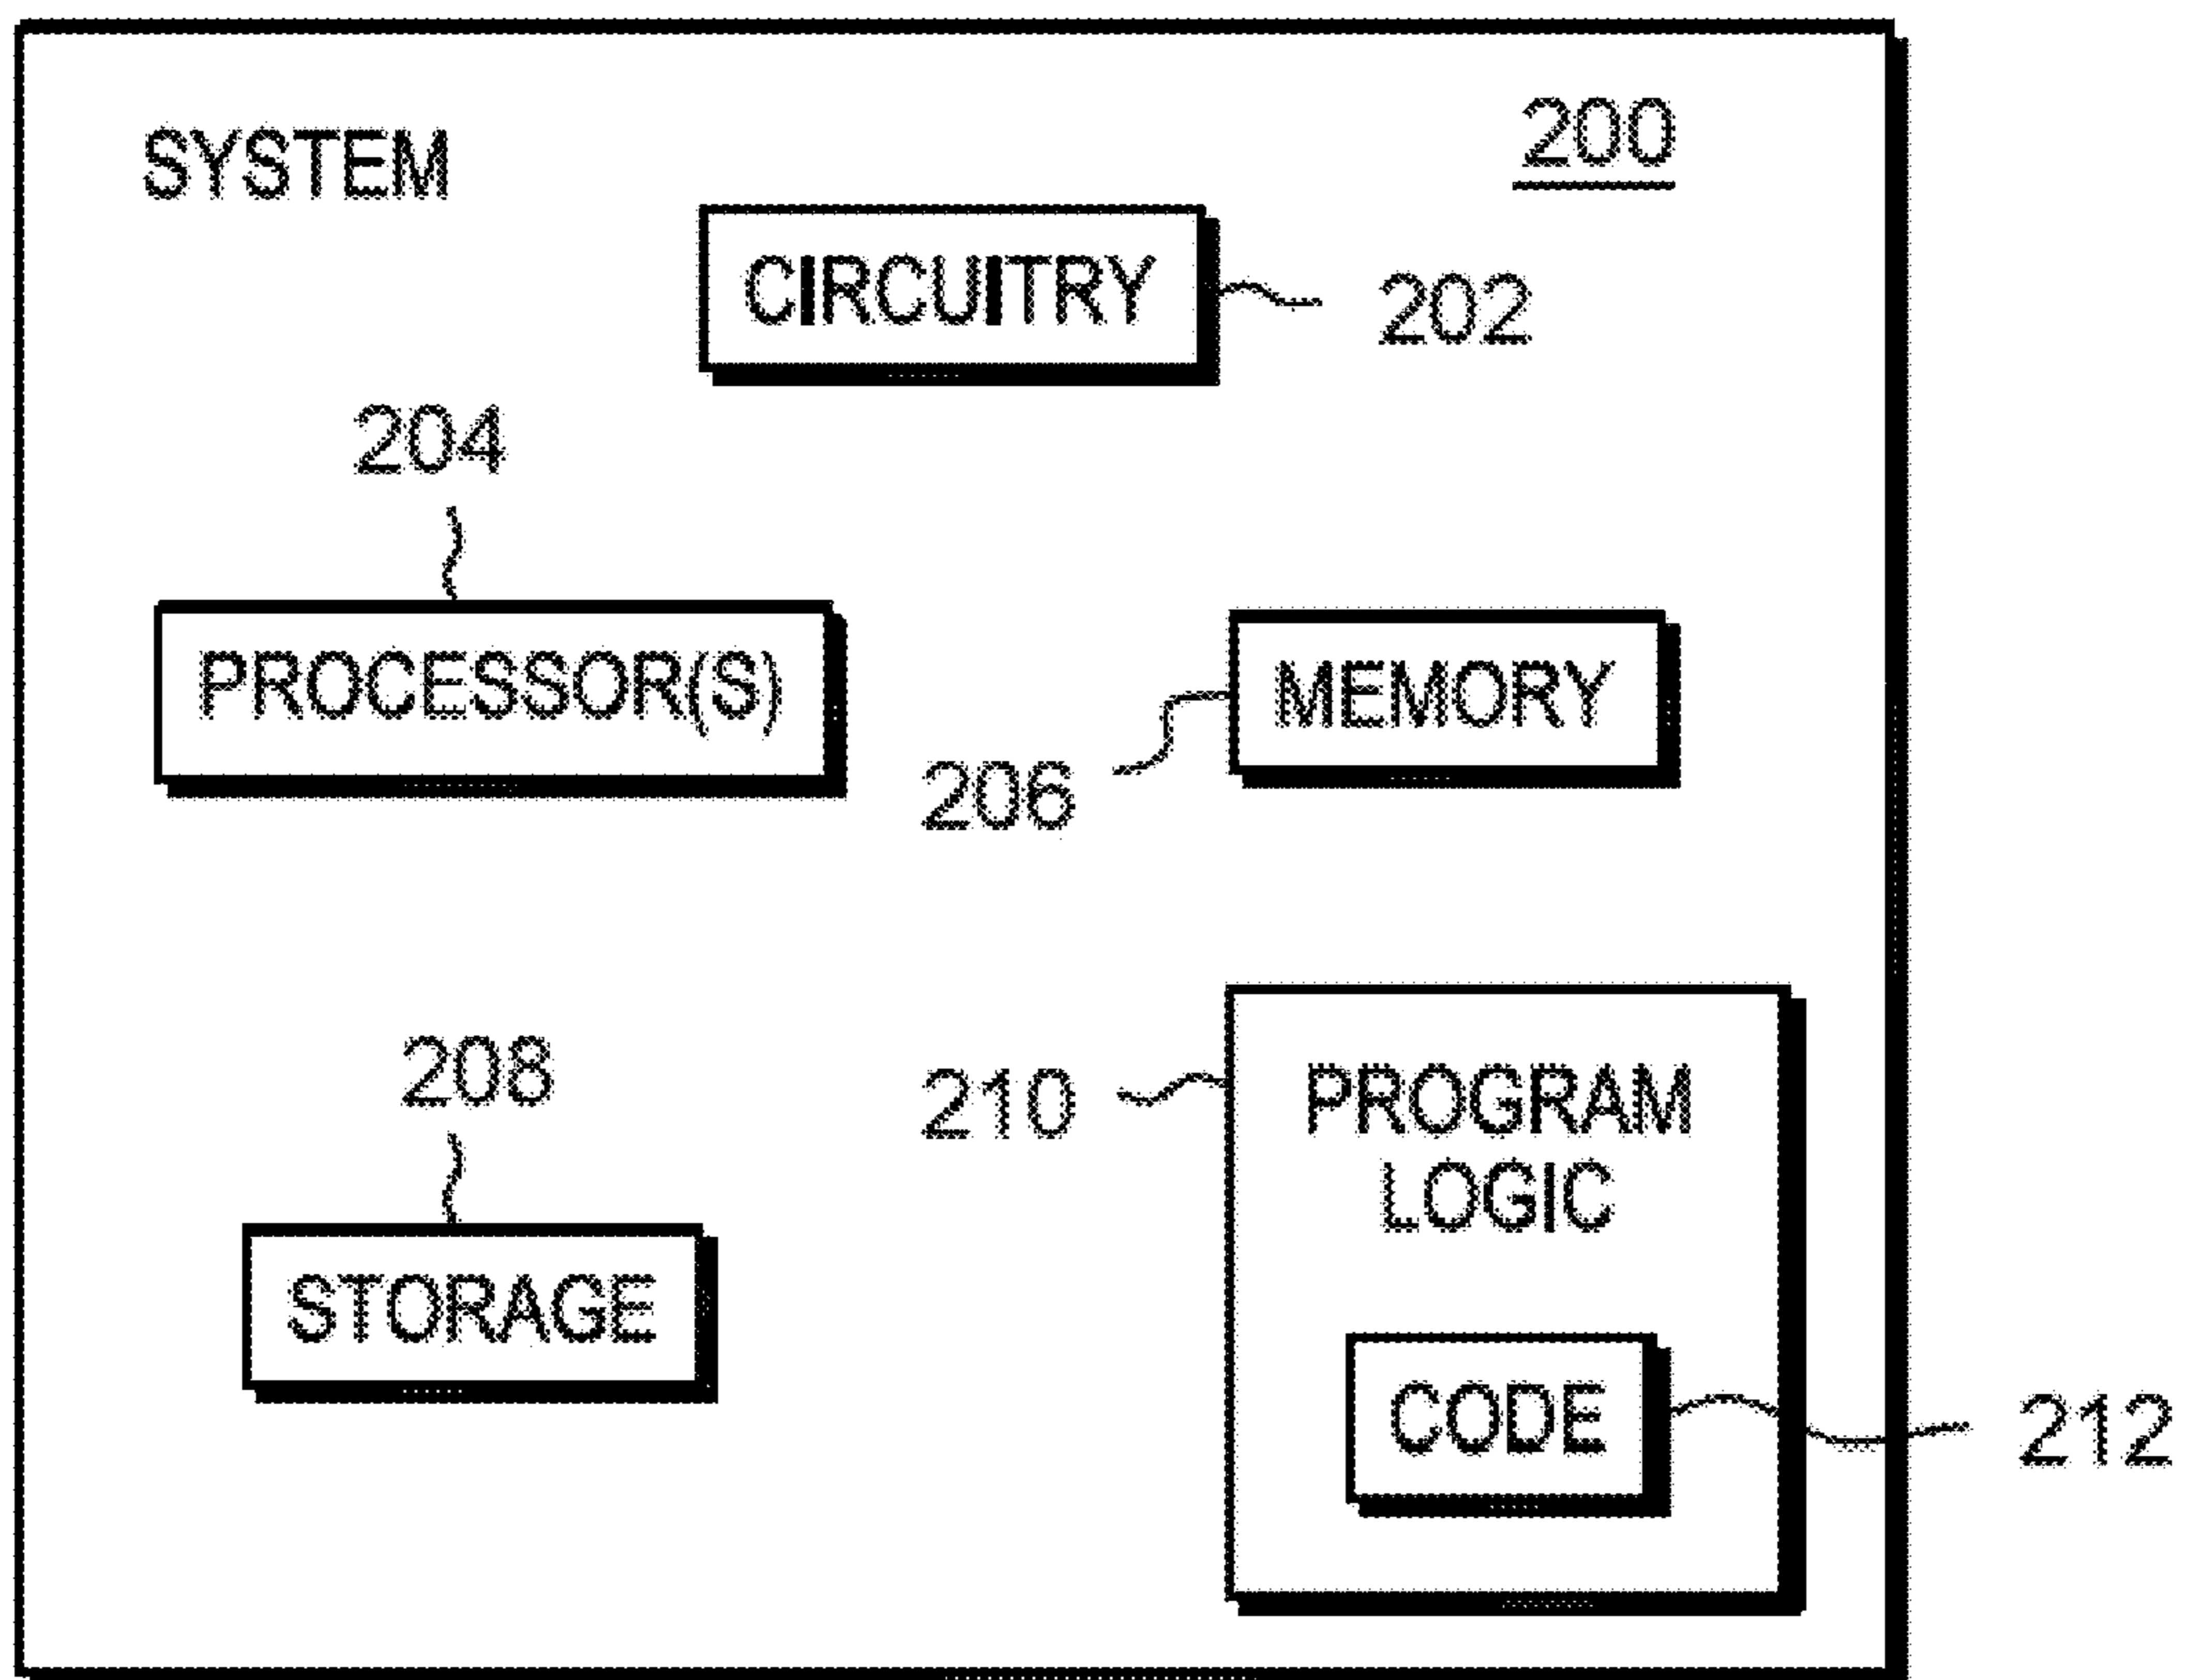 SYSTEM
200
CIRCUITRY
202
204
PROCESSOR(S)
MEMORY
206
208
210
PROGRAM
LOGIC
STORAGE
CODE
212